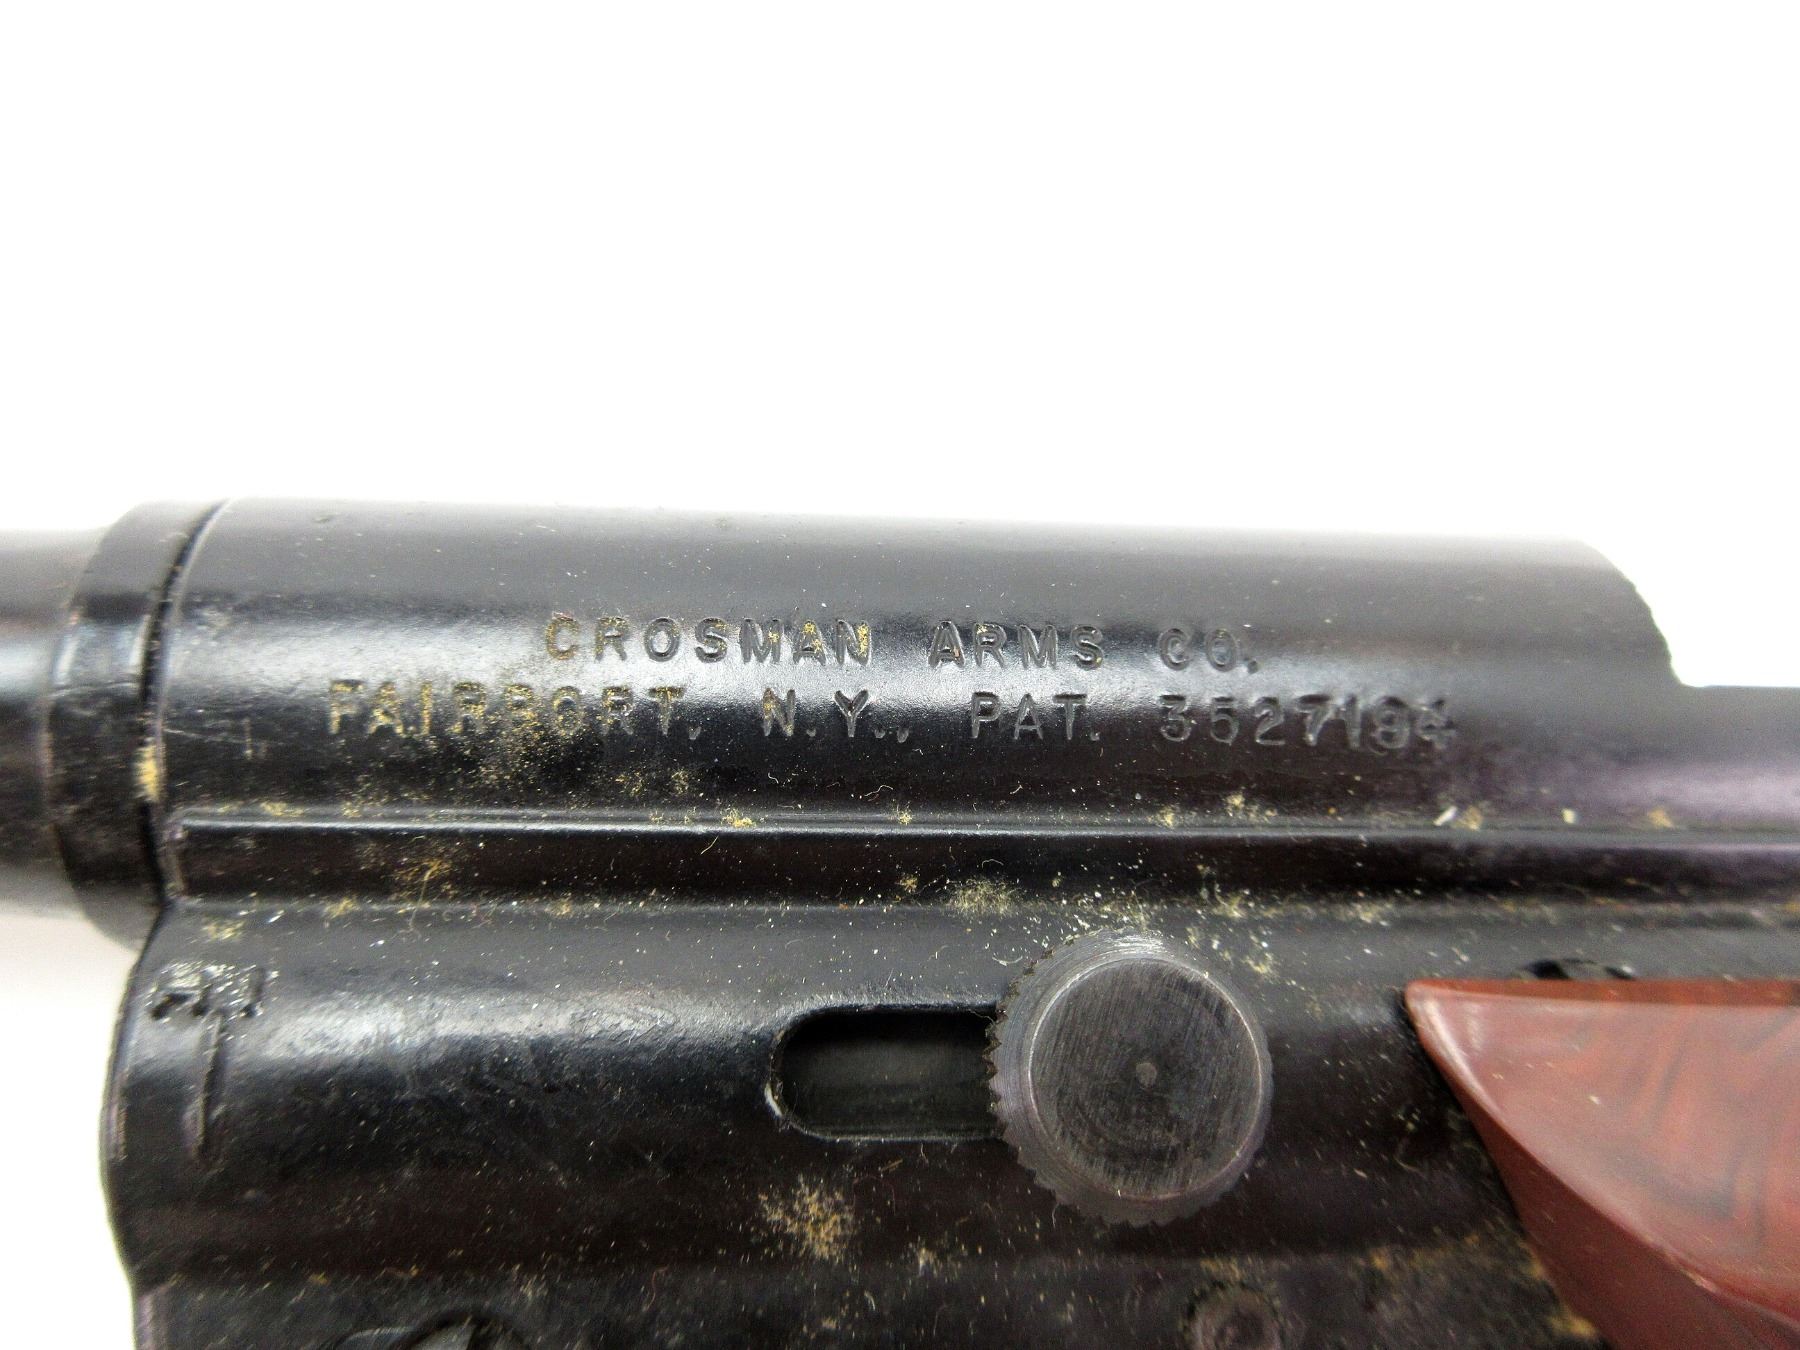 CROSMAN ARMS CO.
FAIRPORT, N.Y., PAT. 3527194